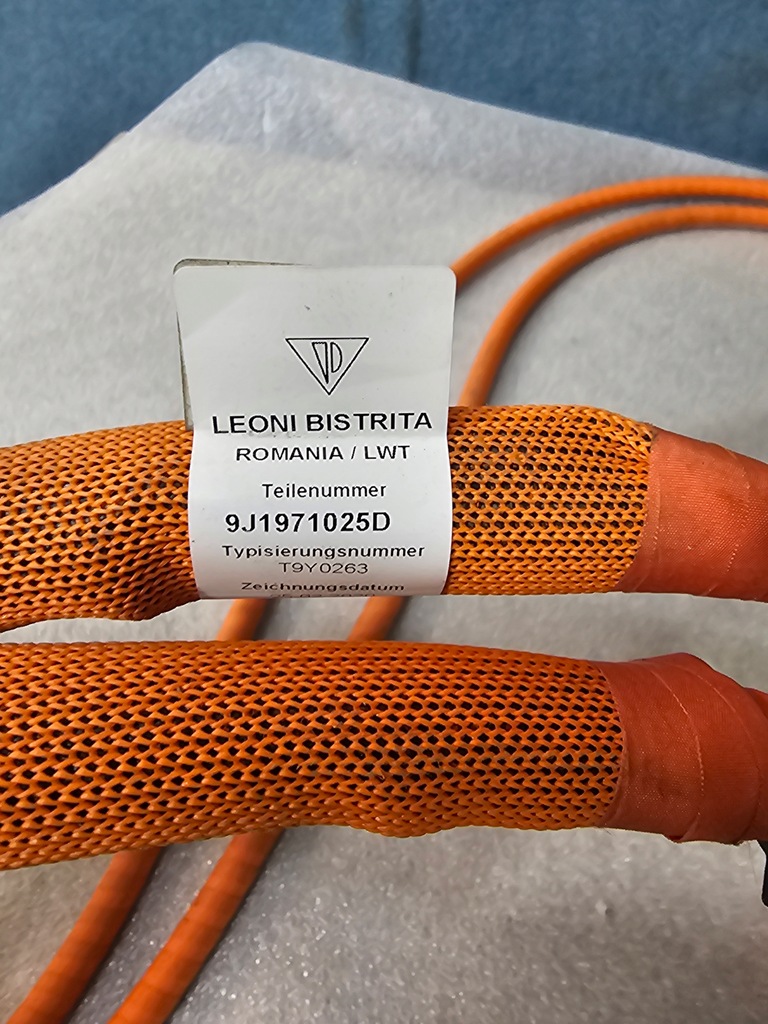 LEONI BISTRITA
ROMANIA / LWT
Teilenummer
9J1971025D
Typisierungsnummer
T9Y0263
Zeichnungsdatum